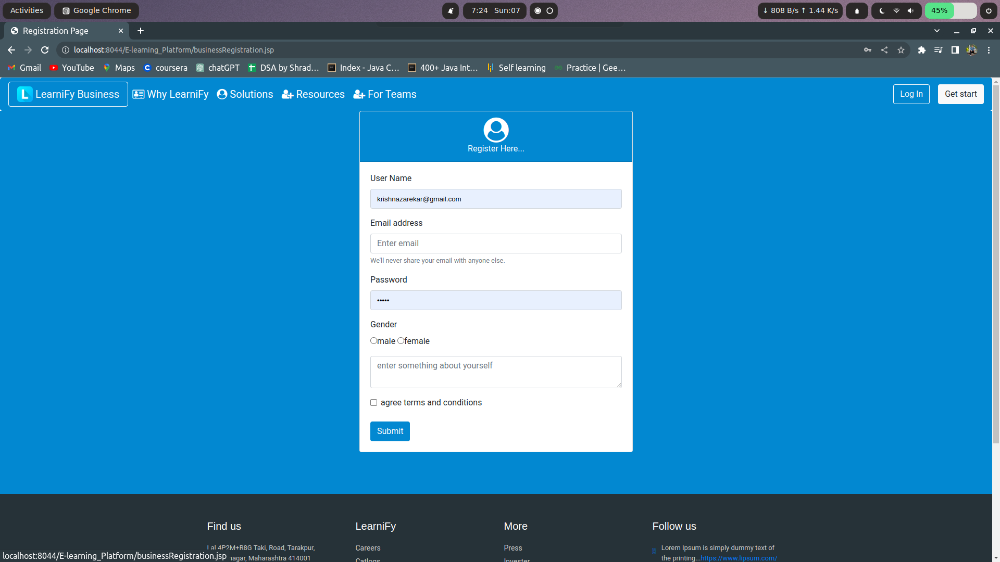 Activities Google Chrome 7:24 Sun:07 ↓ 808 B/s ↑ 1.44 K/s 45%
Registration Page
localhost:8044/E-learning_Platform/businessRegistration.jsp
Gmail YouTube Maps coursera chatGPT DSA by Shrad... Index - Java C... 400+ Java Int... Self learning Practice | Gee...
L LearniFy Business Why LearniFy Solutions Resources For Teams Log In Get start
Register Here...
User Name
krishnazarekar@gmail.com
Email address
Enter email
We'll never share your email with anyone else.
Password
•••••
Gender
male female
enter something about yourself
agree terms and conditions
Submit
Find us LearniFy More Follow us
Lal 4P2M+R8G Taki, Road, Tarakpur, Careers Press Lorem Ipsum is simply dummy text of
nagar, Maharashtra 414001 Catlogs Invester the printing...https://www.lipsum.com/
localhost:8044/E-learning_Platform/businessRegistration.jsp